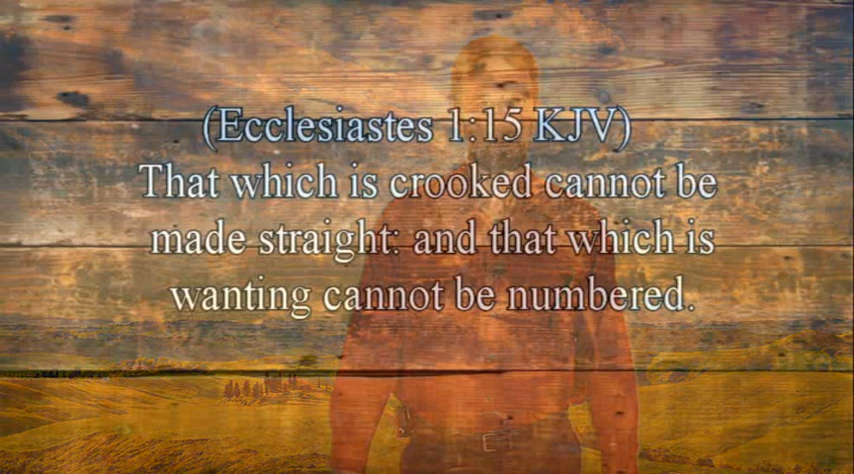 (Ecclesiastes 1:15 KJV)
That which is crooked cannot be
made straight: and that which is
wanting cannot be numbered.